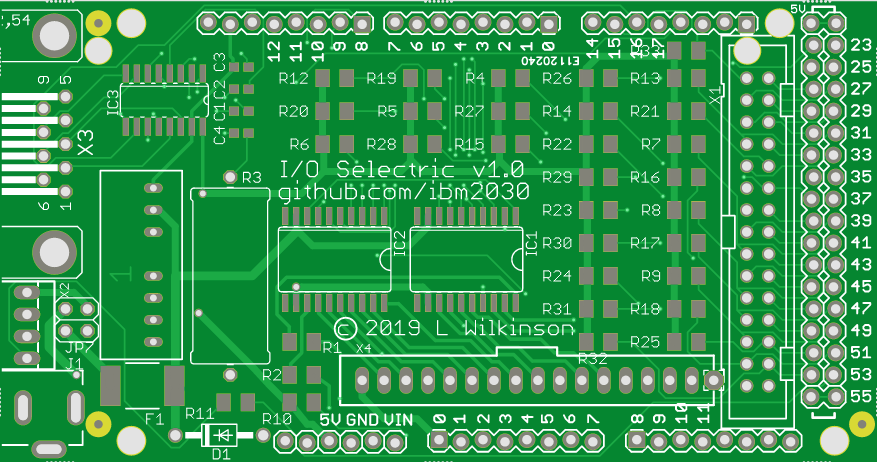 ,54
5V
12 11 10 9 8
7 6 5 4 3 2 1 0
14 15 16 17
E1120240
23
25
27
29
31
33
35
37
39
41
43
45
47
49
51
53
55
9 5
X3
6 1
IC3
C3
C2
C1
C4
R12 R19 R4 R26 R13
R20 R5 R27 R14 R21
R6 R28 R15 R22 R7
X1
R3
I/O Selectric v1.0
github.com/ibm2030
R29 R16
R23 R8
R30 R17
R24 R9
R31 R18
R25
IC2
IC1
1
X2
JP7
J1
© 2019 L Wilkinson
R1
X4
R32
R2
F1
R11
R10
D1
5V GND VIN
0 1 2 3 4 5 6 7
8 9 10 11